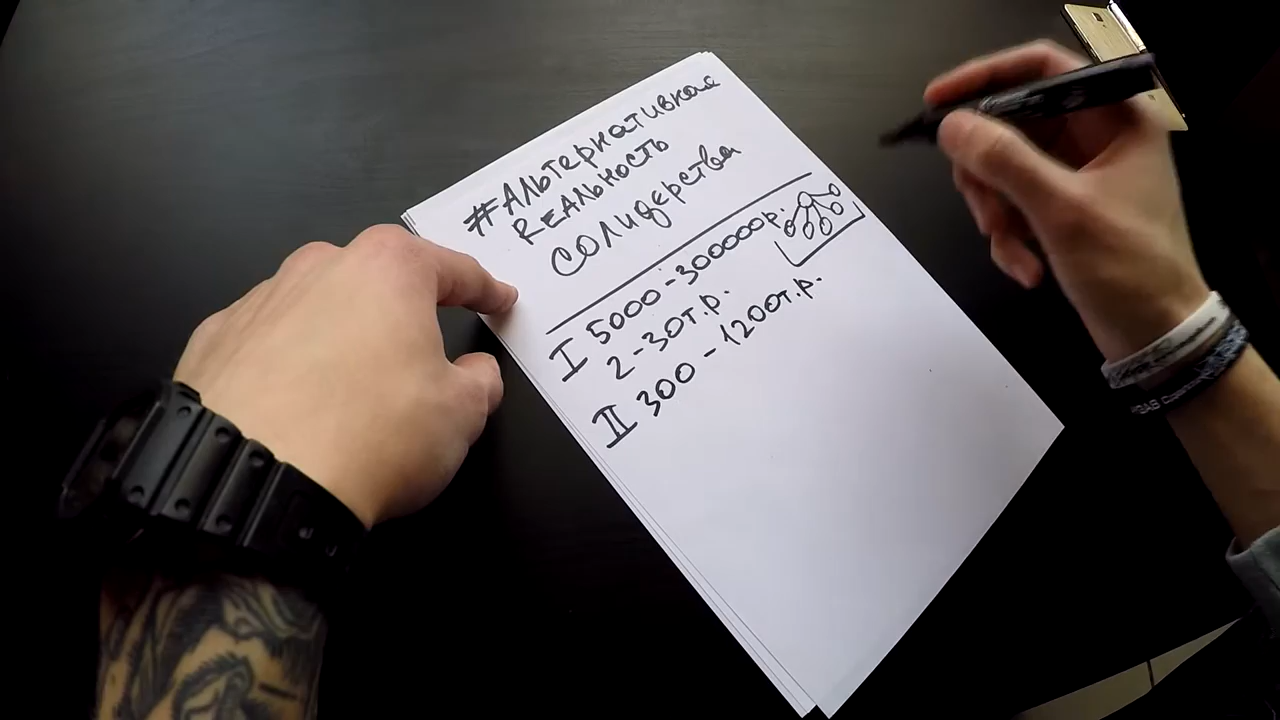 #Альтернативная
Реальность
солидерства
I 5000-300000р.
2-30т.р.
II 300-1200т.р.